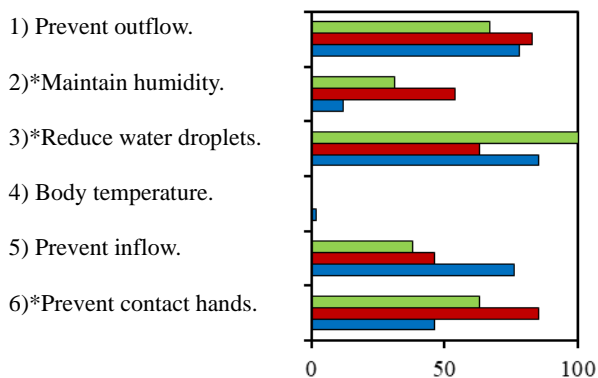 1) Prevent outflow.
2)*Maintain humidity.
3)*Reduce water droplets.
4) Body temperature.
5) Prevent inflow.
6)*Prevent contact hands.
0 50 100